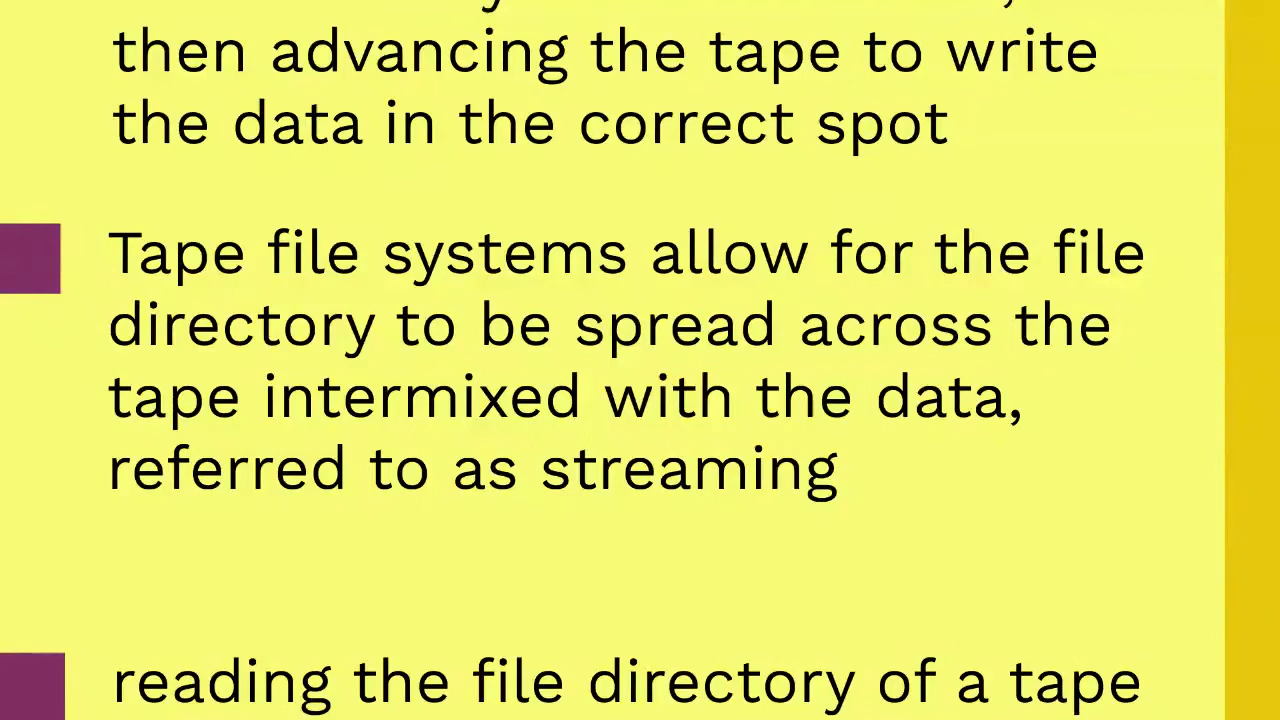 then advancing the tape to write
the data in the correct spot
Tape file systems allow for the file
directory to be spread across the
tape intermixed with the data,
referred to as streaming
reading the file directory of a tape